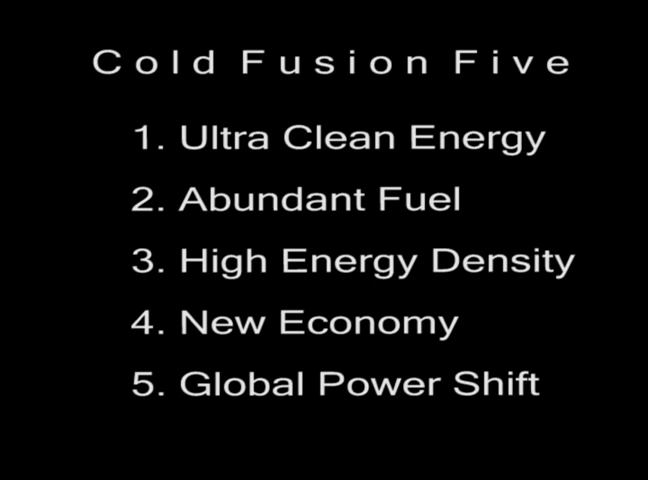 Cold Fusion Five
1. Ultra Clean Energy
2. Abundant Fuel
3. High Energy Density
4. New Economy
5. Global Power Shift